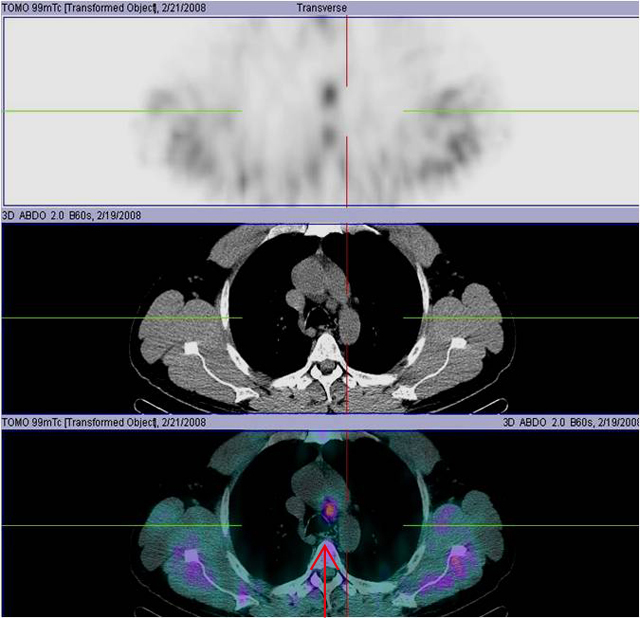 TOMO 99mTc [Transformed Object], 2/21/2008 Transverse
3D ABDO 2.0 B60s, 2/19/2008
TOMO 99mTc [Transformed Object], 2/21/2008 3D ABDO 2.0 B60s, 2/19/2008